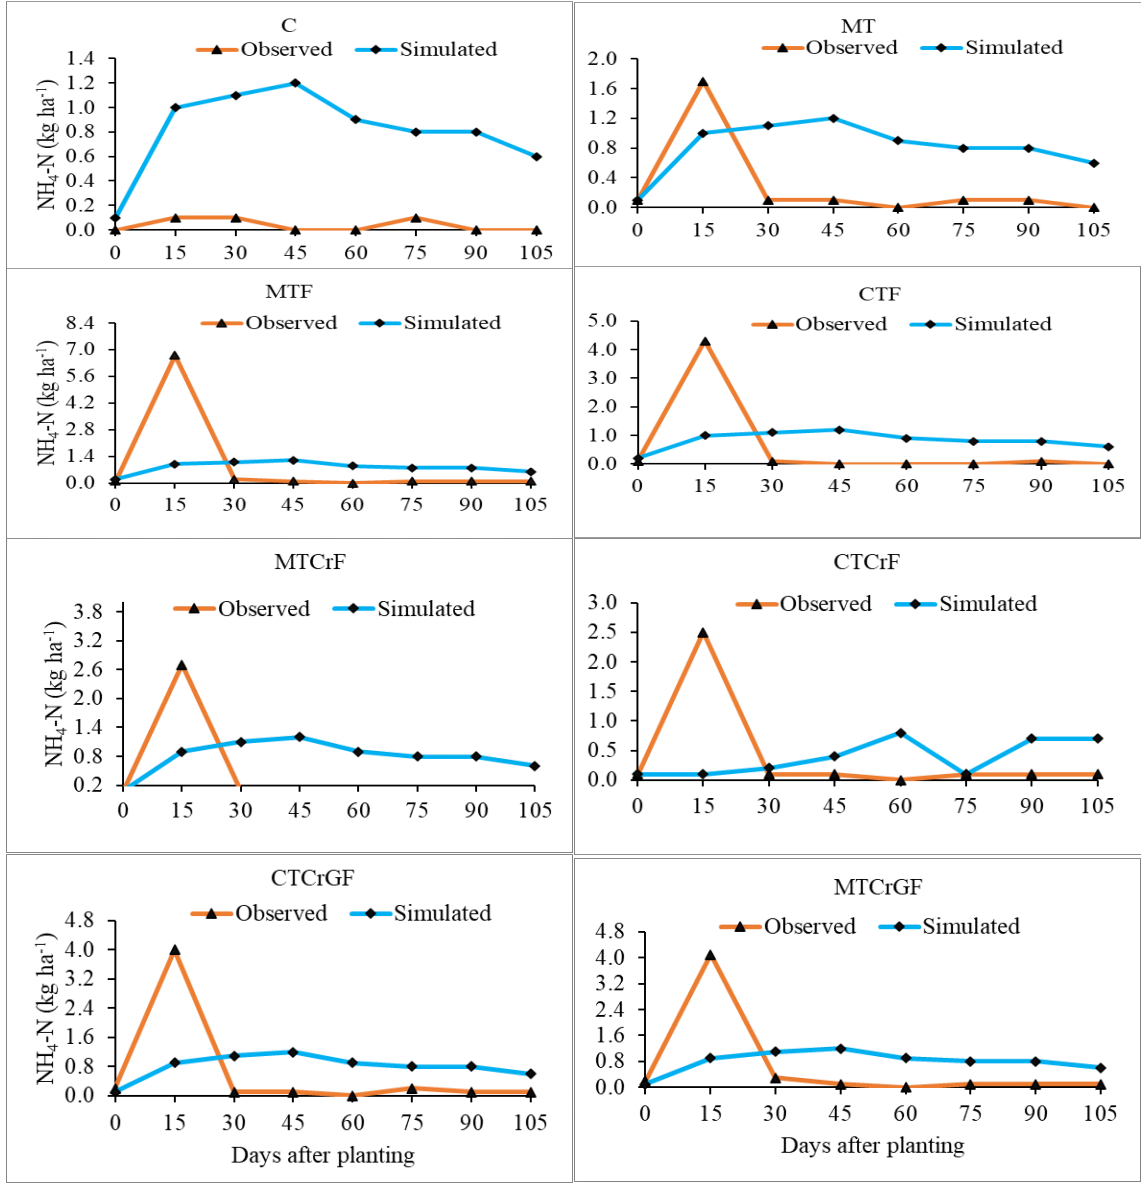 C
Observed Simulated
NH₄-N (kg ha⁻¹)
1.4
1.2
1.0
0.8
0.6
0.4
0.2
0.0
0 15 30 45 60 75 90 105
MT
Observed Simulated
2.0
1.6
1.2
0.8
0.4
0.0
0 15 30 45 60 75 90 105
MTF
Observed Simulated
NH₄-N (kg ha⁻¹)
8.4
7.0
5.6
4.2
2.8
1.4
0.0
0 15 30 45 60 75 90 105
CTF
Observed Simulated
5.0
4.0
3.0
2.0
1.0
0.0
0 15 30 45 60 75 90 105
MTCrF
Observed Simulated
NH₄-N (kg ha⁻¹)
3.8
3.2
2.6
2.0
1.4
0.8
0.2
0 15 30 45 60 75 90 105
CTCrF
Observed Simulated
3.0
2.5
2.0
1.5
1.0
0.5
0.0
0 15 30 45 60 75 90 105
CTCrGF
Observed Simulated
NH₄-N (kg ha⁻¹)
4.8
4.0
3.2
2.4
1.6
0.8
0.0
0 15 30 45 60 75 90 105
Days after planting
MTCrGF
Observed Simulated
4.8
4.0
3.2
2.4
1.6
0.8
0.0
0 15 30 45 60 75 90 105
Days after planting